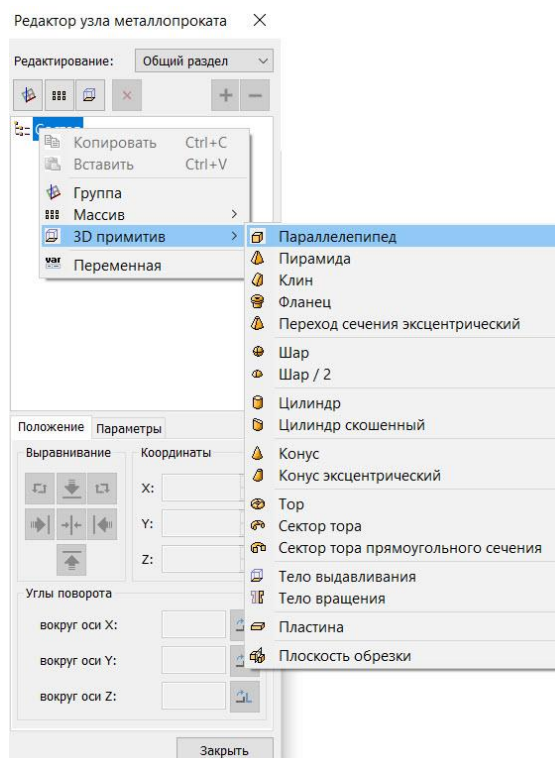 Редактор узла металлопроката
Редактирование: Общий раздел
Копировать Ctrl+C
Вставить Ctrl+V
Группа
Массив
3D примитив
var Переменная
Параллелепипед
Пирамида
Клин
Фланец
Переход сечения эксцентрический
Шар
Шар / 2
Цилиндр
Цилиндр скошенный
Конус
Конус эксцентрический
Тор
Сектор тора
Сектор тора прямоугольного сечения
Тело выдавливания
Тело вращения
Пластина
Плоскость обрезки
Положение Параметры
Выравнивание Координаты
X:
Y:
Z:
Углы поворота
вокруг оси X:
вокруг оси Y:
вокруг оси Z:
Закрыть